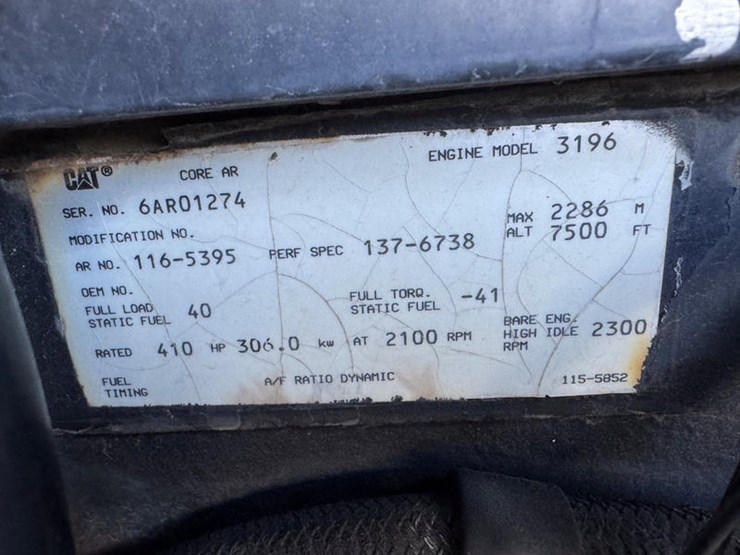 CAT® CORE AR ENGINE MODEL 3196
SER. NO. 6AR01274
MODIFICATION NO. MAX ALT 2286 M 7500 FT
AR NO. 116-5395 PERF SPEC 137-6738
OEM NO.
FULL LOAD STATIC FUEL 40 FULL TORQ. STATIC FUEL -41
RATED 410 HP 306.0 kw AT 2100 RPM BARE ENG. HIGH IDLE RPM 2300
FUEL TIMING A/F RATIO DYNAMIC 115-5852